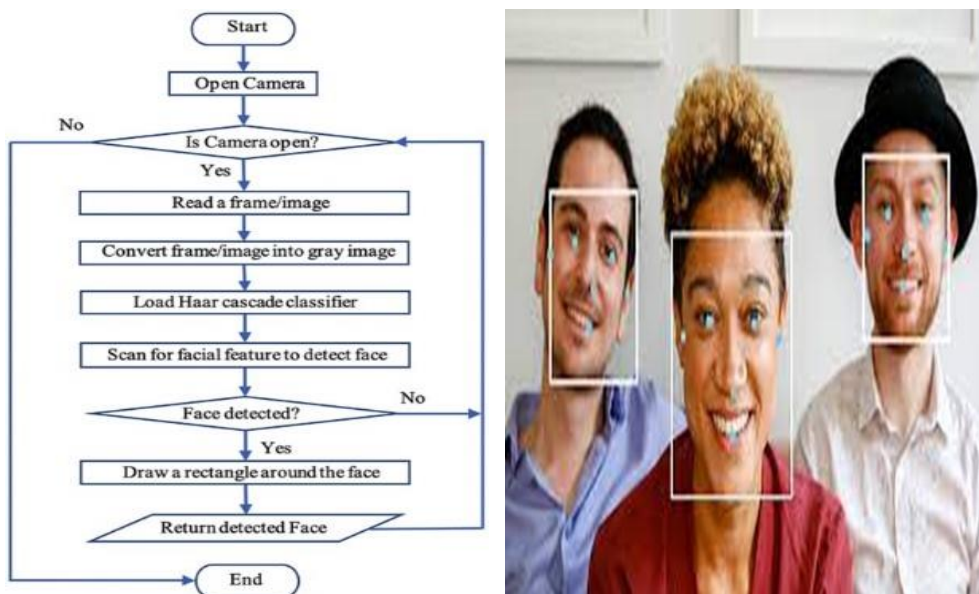 Start
Open Camera
No
Is Camera open?
Yes
Read a frame/image
Convert frame/image into gray image
Load Haar cascade classifier
Scan for facial feature to detect face
Face detected?
No
Yes
Draw a rectangle around the face
Return detected Face
End